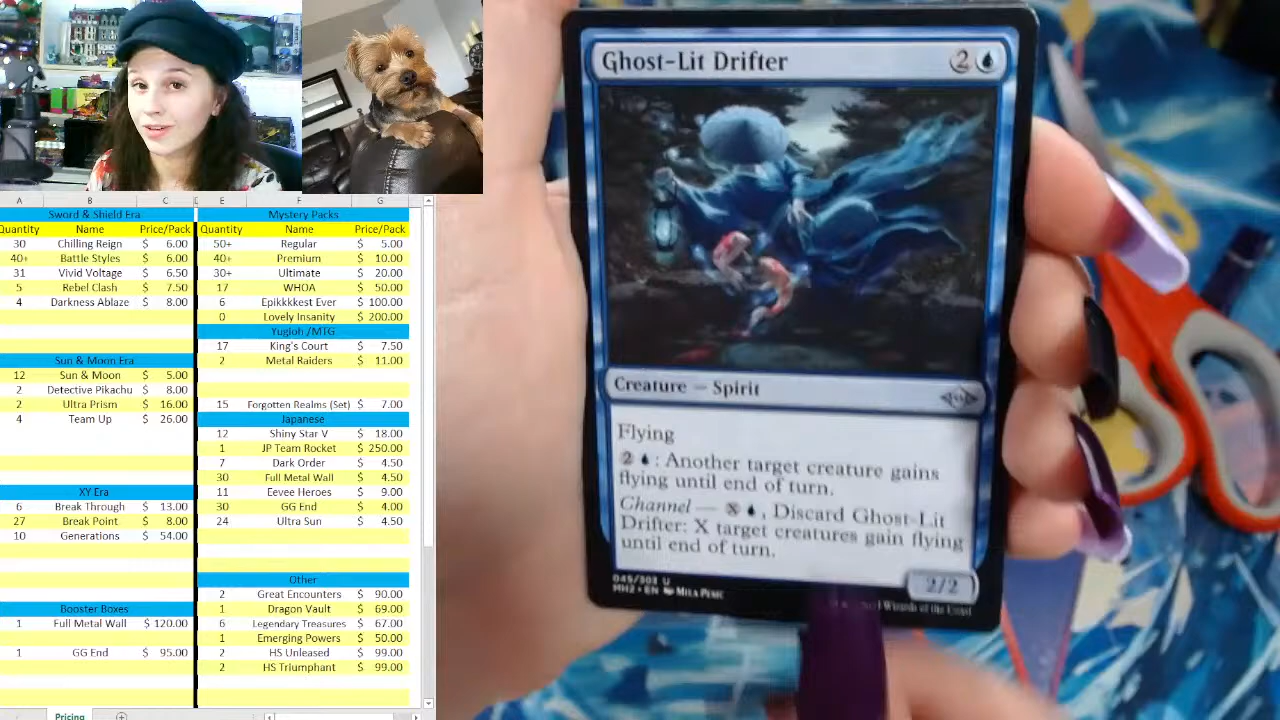 A B C E F G
Sword & Shield Era Mystery Packs
Quantity Name Price/Pack Quantity Name Price/Pack
30 Chilling Reign $ 6.00 50+ Regular $ 5.00
40+ Battle Styles $ 6.00 40+ Premium $ 10.00
31 Vivid Voltage $ 6.50 30+ Ultimate $ 20.00
5 Rebel Clash $ 7.50 17 WHOA $ 50.00
4 Darkness Ablaze $ 8.00 6 Epikkkkest Ever $ 100.00
0 Lovely Insanity $ 200.00
Yugioh /MTG
17 King's Court $ 7.50
Sun & Moon Era 2 Metal Raiders $ 11.00
12 Sun & Moon $ 5.00
2 Detective Pikachu $ 8.00
2 Ultra Prism $ 16.00 15 Forgotten Realms (Set) $ 7.00
4 Team Up $ 26.00 Japanese
12 Shiny Star V $ 18.00
1 JP Team Rocket $ 250.00
7 Dark Order $ 4.50
30 Full Metal Wall $ 4.50
XY Era 11 Eevee Heroes $ 9.00
6 Break Through $ 13.00 30 GG End $ 4.00
27 Break Point $ 8.00 24 Ultra Sun $ 4.50
10 Generations $ 54.00
Other
2 Great Encounters $ 90.00
Booster Boxes 1 Dragon Vault $ 69.00
1 Full Metal Wall $ 120.00 6 Legendary Treasures $ 67.00
1 Emerging Powers $ 50.00
1 GG End $ 95.00 2 HS Unleased $ 99.00
2 HS Triumphant $ 99.00
Pricing
Ghost-Lit Drifter 2
Creature — Spirit
Flying
2 : Another target creature gains
flying until end of turn.
Channel — X , Discard Ghost-Lit
Drifter: X target creatures gain flying
until end of turn.
2/2
045/303 U
MH2 • EN Mila Pesic
Wizards of the Coast